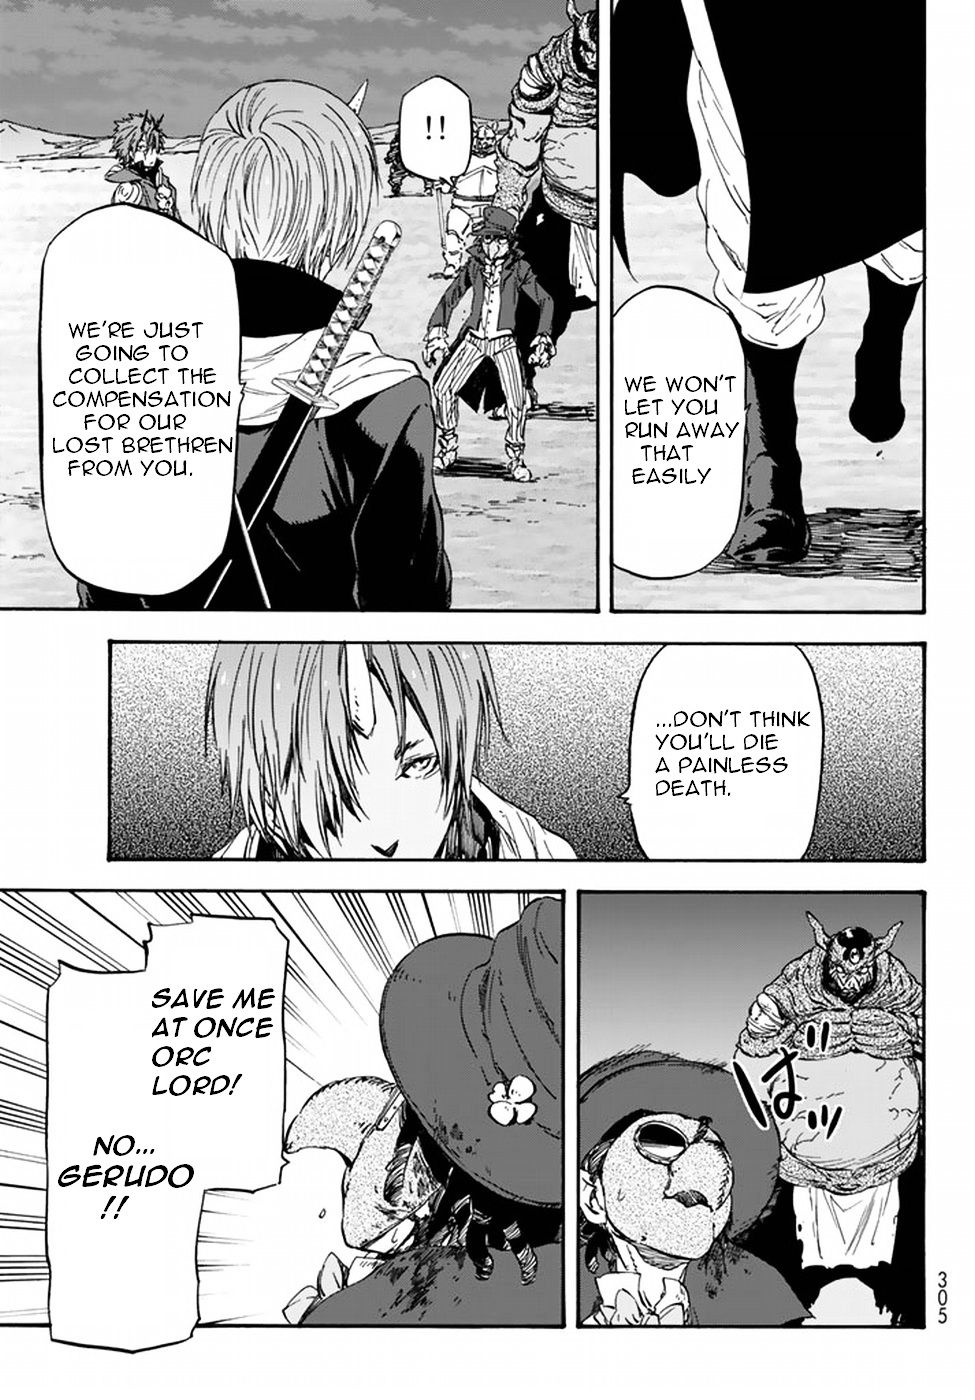 WE WON'T
LET YOU
RUN AWAY
THAT
EASILY
!!
WE'RE JUST
GOING TO
COLLECT THE
COMPENSATION
FOR OUR
LOST BRETHREN
FROM YOU.
...DON'T THINK
YOU'LL DIE
A PAINLESS
DEATH.
ばッ
SAVE ME
AT ONCE
ORC
LORD!
NO...
GERUDO
!!
305